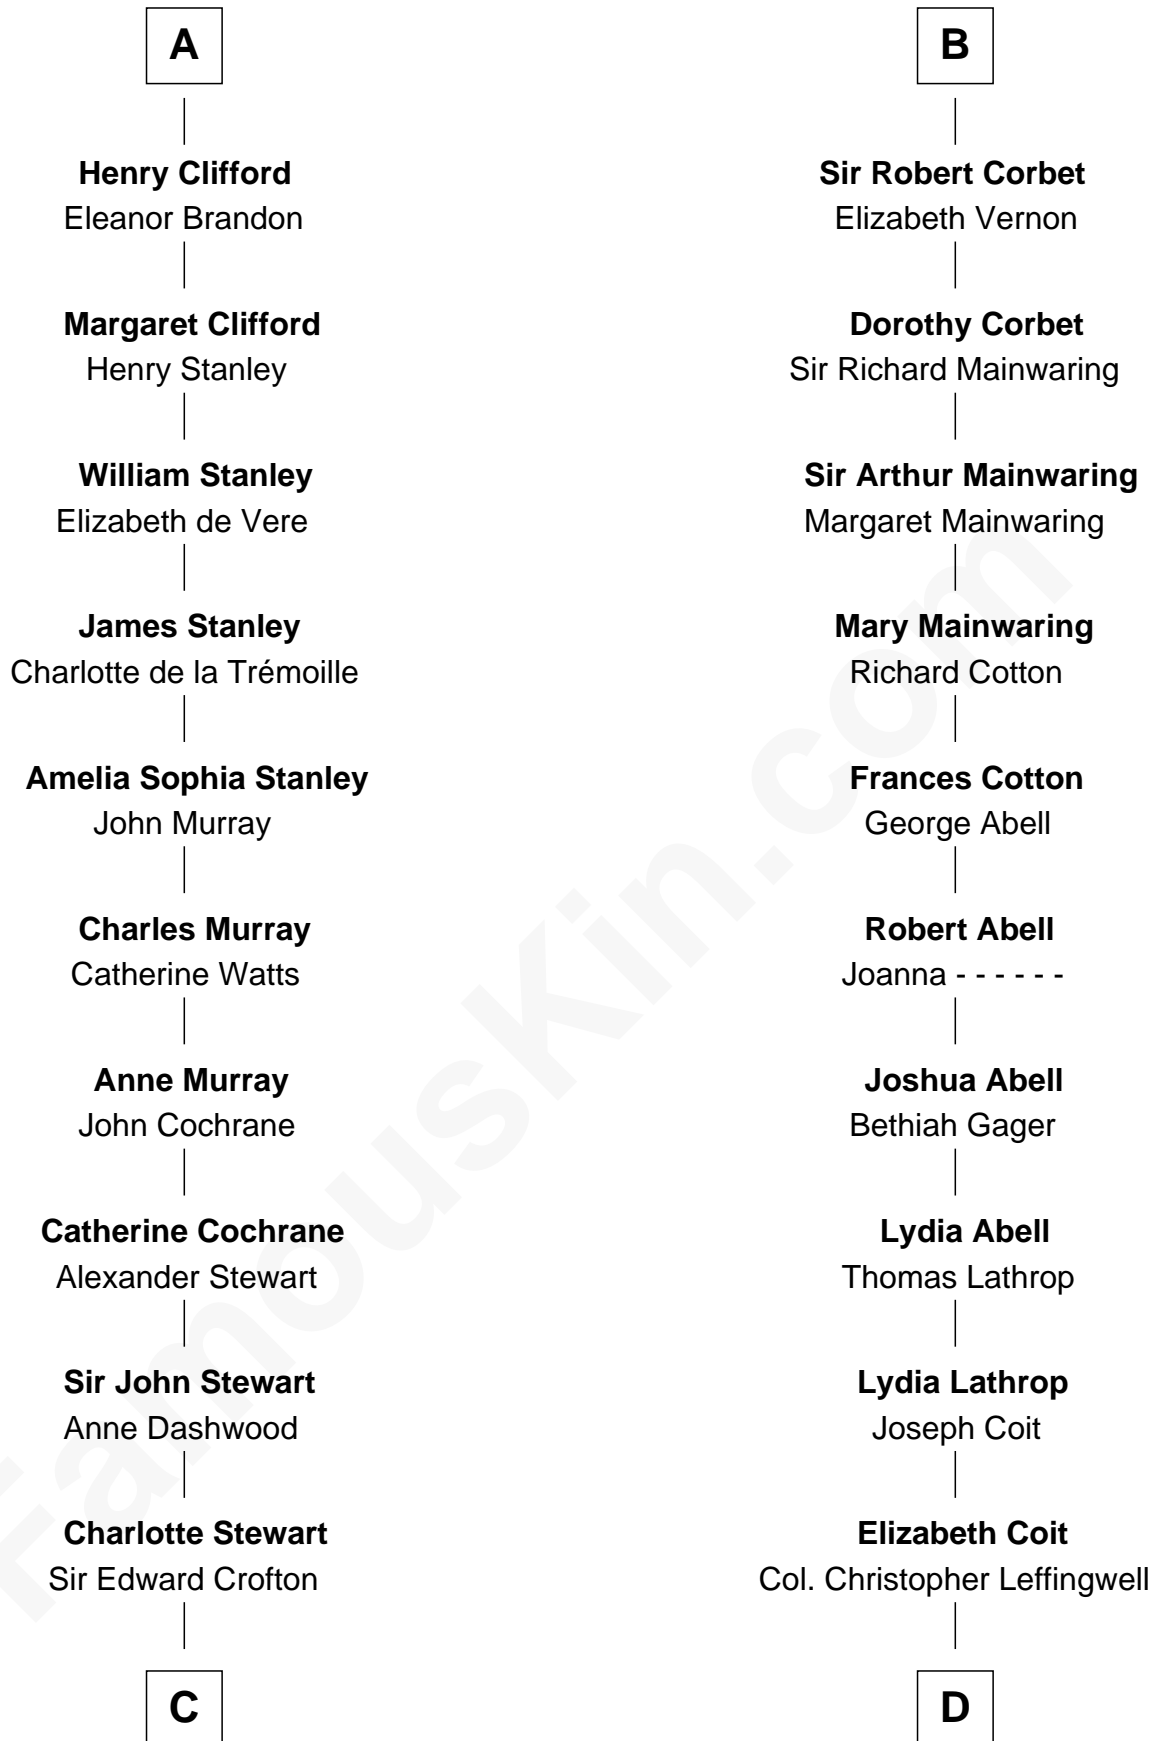 A
Henry Clifford
Eleanor Brandon
Margaret Clifford
Henry Stanley
William Stanley
Elizabeth de Vere
James Stanley
Charlotte de la Trémoille
Amelia Sophia Stanley
John Murray
Charles Murray
Catherine Watts
Anne Murray
John Cochrane
Catherine Cochrane
Alexander Stewart
Sir John Stewart
Anne Dashwood
Charlotte Stewart
Sir Edward Crofton
C
B
Sir Robert Corbet
Elizabeth Vernon
Dorothy Corbet
Sir Richard Mainwaring
Sir Arthur Mainwaring
Margaret Mainwaring
Mary Mainwaring
Richard Cotton
Frances Cotton
George Abell
Robert Abell
Joanna - - - - - -
Joshua Abell
Bethiah Gager
Lydia Abell
Thomas Lathrop
Lydia Lathrop
Joseph Coit
Elizabeth Coit
Col. Christopher Leffingwell
D
FamousKin.com